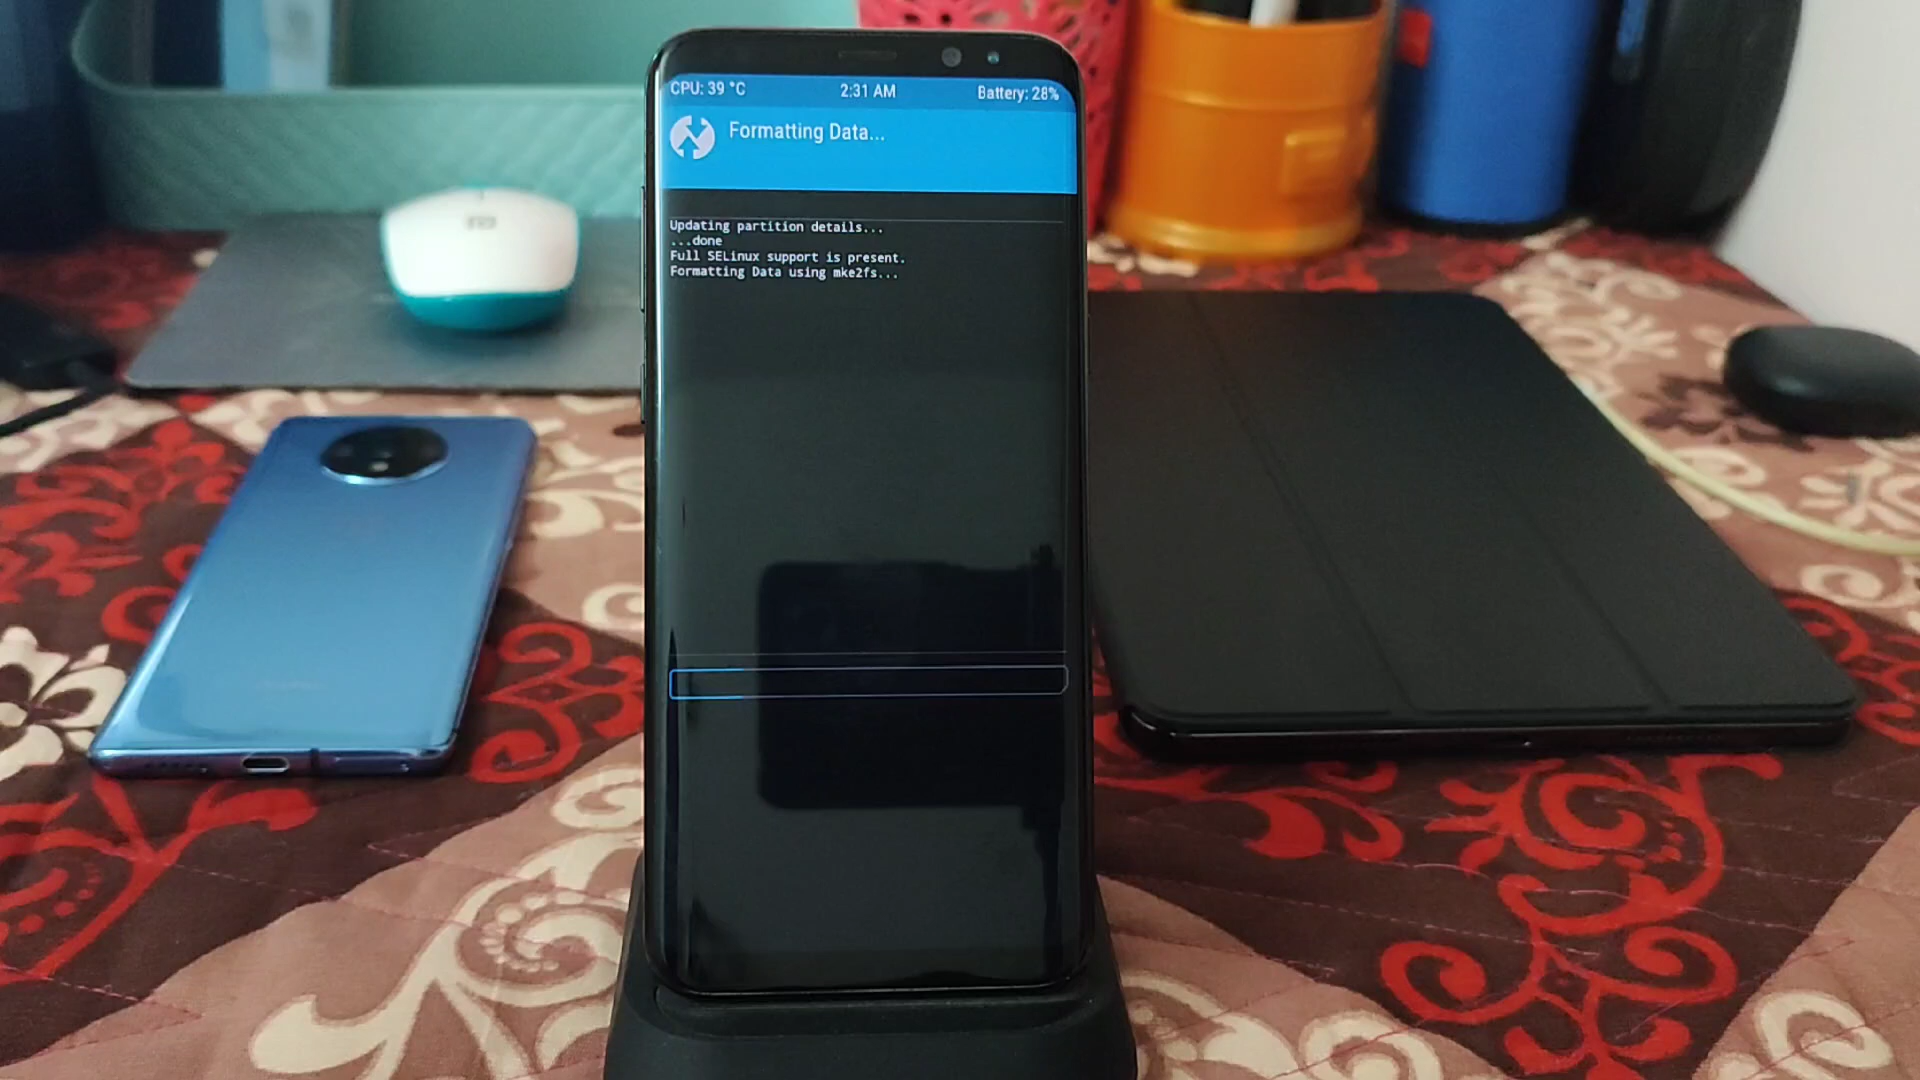 CPU: 39 °C 2:31 AM Battery: 28%
Formatting Data...
Updating partition details...
...done
Full SELinux support is present.
Formatting Data using mke2fs...